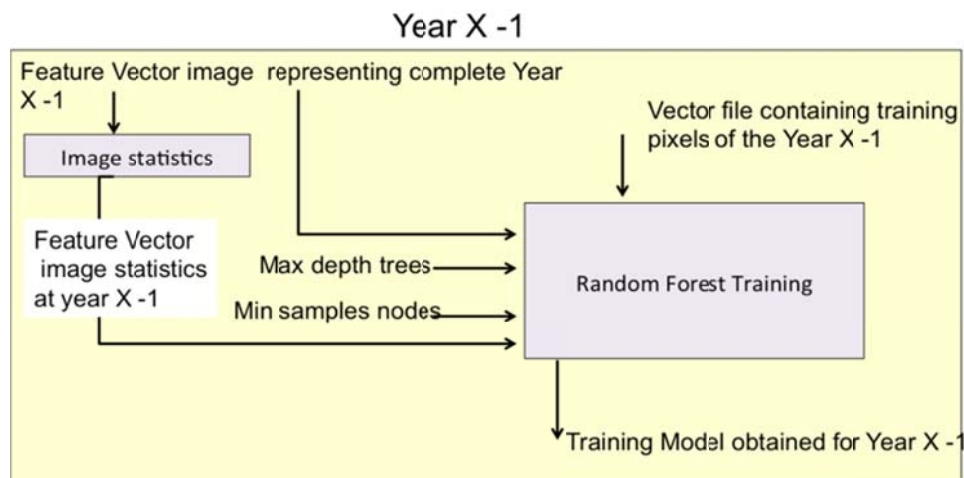 Year X -1
Feature Vector image representing complete Year
X -1
Vector file containing training
pixels of the Year X -1
Image statistics
Feature Vector
image statistics
at year X -1
Max depth trees
Min samples nodes
Random Forest Training
Training Model obtained for Year X -1